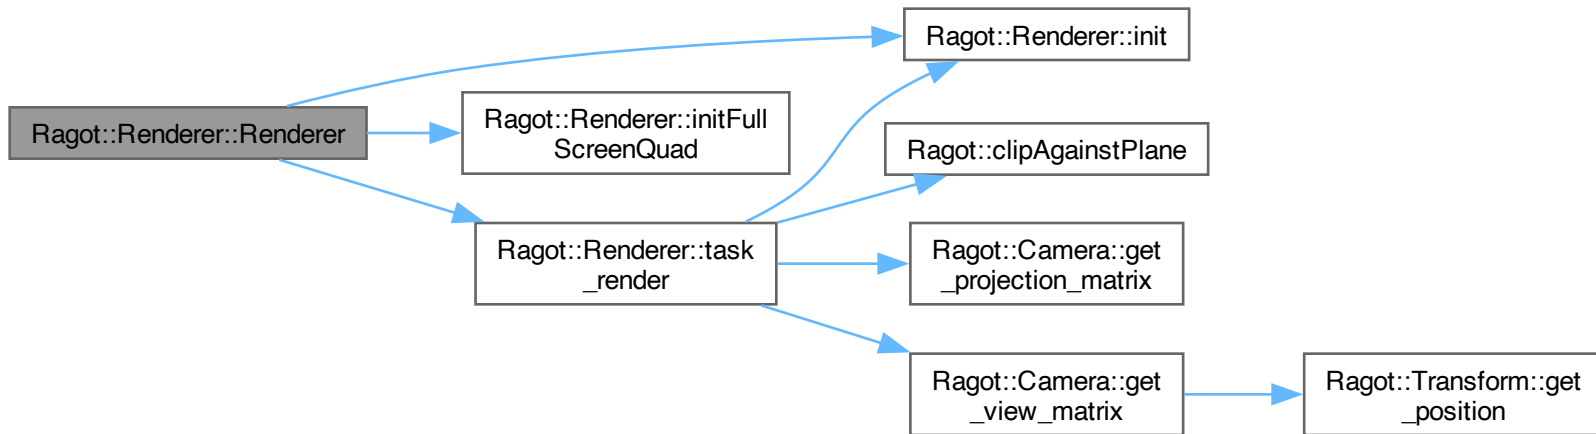 Ragot::Renderer::Renderer
Ragot::Renderer::initFull
ScreenQuad
Ragot::Renderer::task
_render
Ragot::Renderer::init
Ragot::clipAgainstPlane
Ragot::Camera::get
_projection_matrix
Ragot::Camera::get
_view_matrix
Ragot::Transform::get
_position